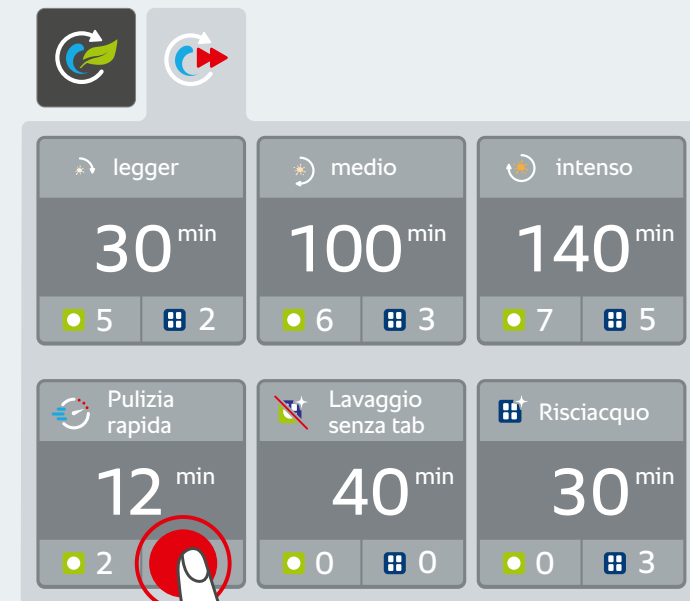 legger
medio
intenso
30 min
100 min
140 min
5 2
6 3
7 5
Pulizia
rapida
Lavaggio
senza tab
Risciacquo
12 min
40 min
30 min
2
0 0
0 3